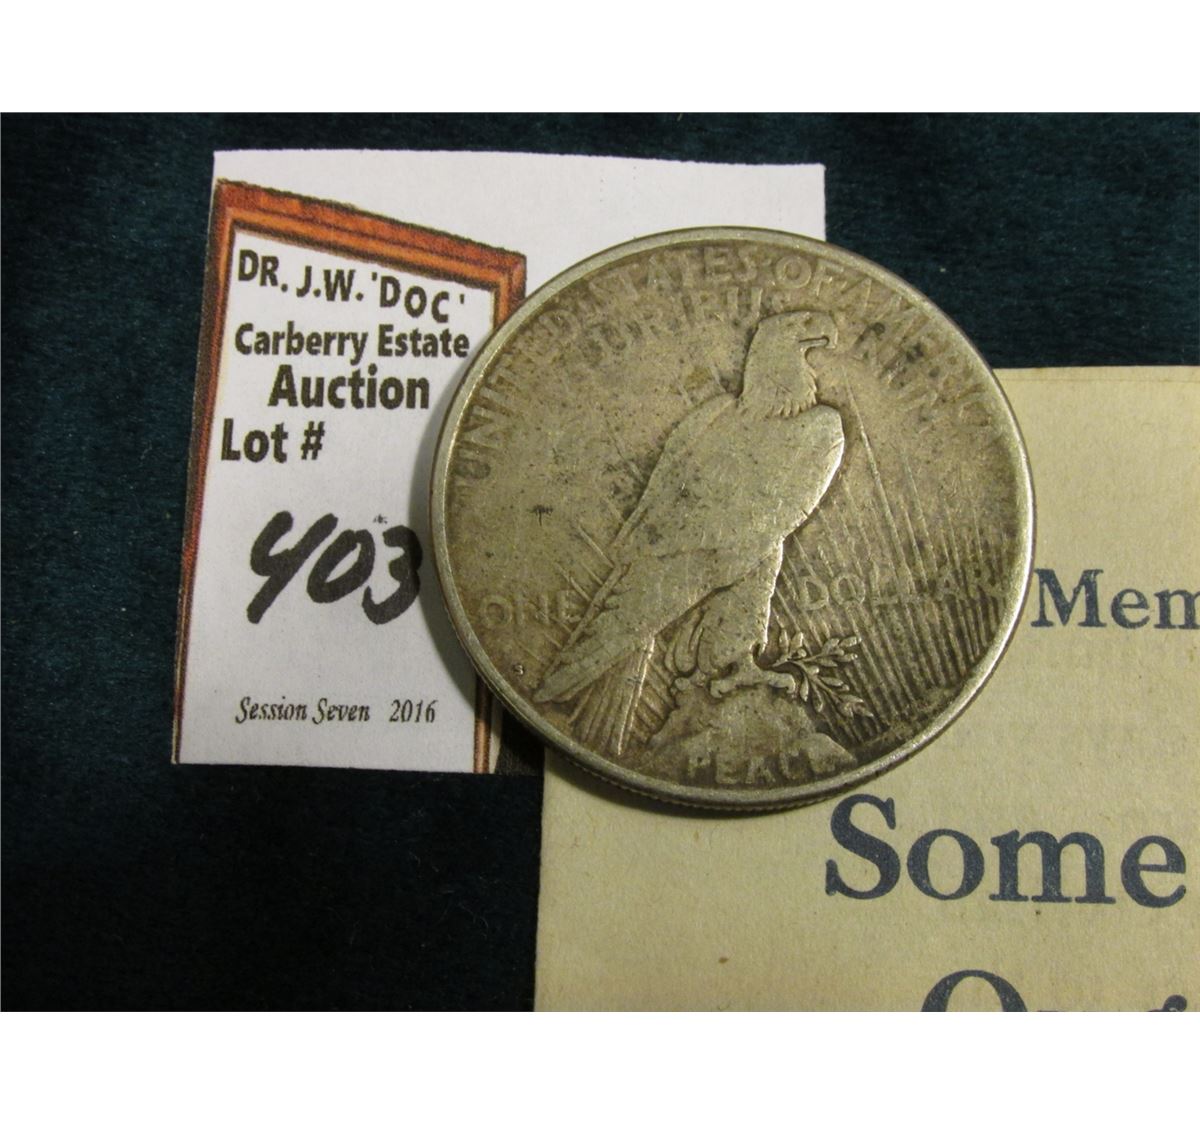 DR. J.W. 'DOC'
Carberry Estate
Auction
Lot #
403
Session Seven 2016
UNITED STATES OF AMERICA
E PLURIBUS UNUM
ONE DOLLAR
S
PEACE
Mem
Some